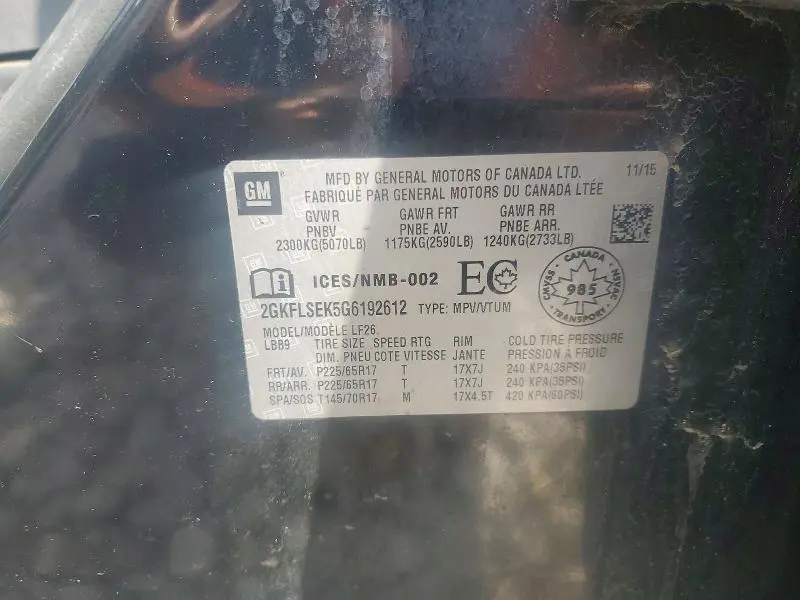 GM
MFD BY GENERAL MOTORS OF CANADA LTD. 11/15
FABRIQUÉ PAR GENERAL MOTORS DU CANADA LTÉE
GVWR GAWR FRT GAWR RR
PNBV PNBE AV. PNBE ARR.
2300KG(5070LB) 1175KG(2590LB) 1240KG(2733LB)
ICES/NMB-002 EC
CANADA
CMVSS 985 NSVAC
TRANSPORT
2GKFLSEK5G6192612 TYPE: MPV/VTUM
MODEL/MODÈLE LF26
LBB9 TIRE SIZE SPEED RTG RIM COLD TIRE PRESSURE
DIM. PNEU COTE VITESSE JANTE PRESSION A FROID
FRT/AV. P225/65R17 T 17X7J 240 KPA(35PSI)
RR/ARR. P225/65R17 T 17X7J 240 KPA(35PSI)
SPA/SOS T145/70R17 M 17X4.5T 420 KPA(60PSI)